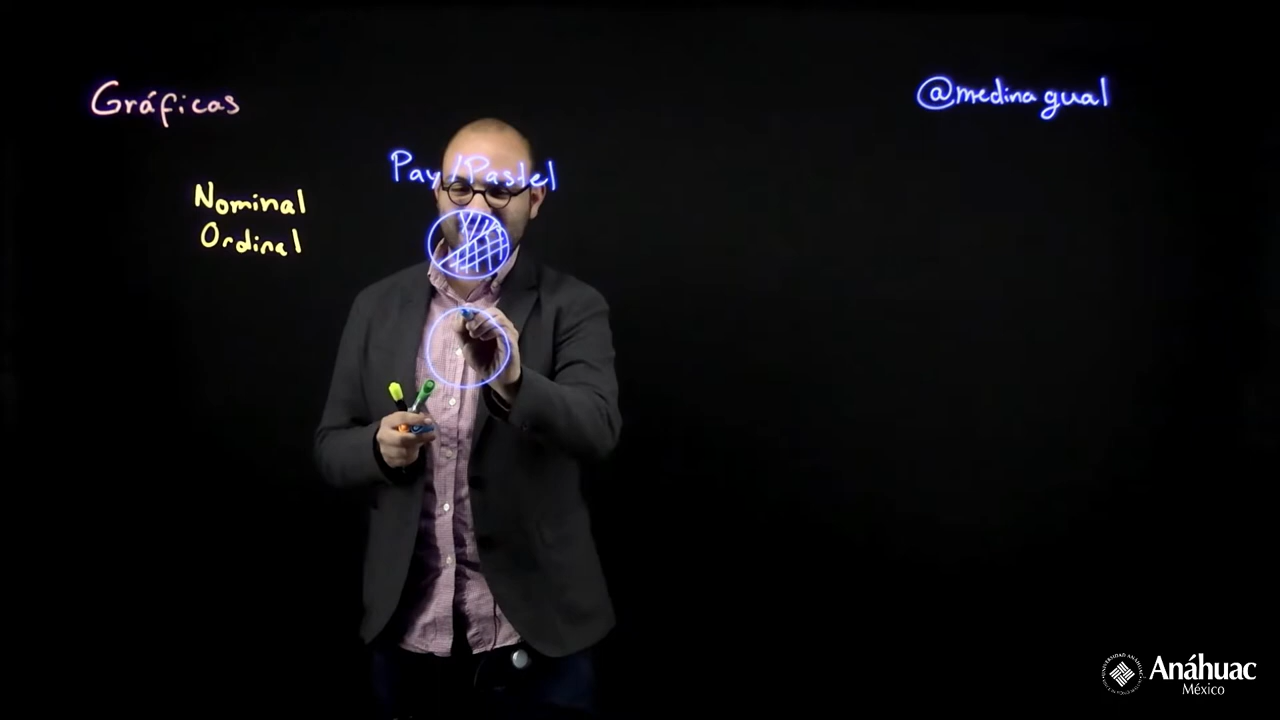 Gráficas
@medinagual
Pay/Pastel
Nominal
Ordinal
Anáhuac
México